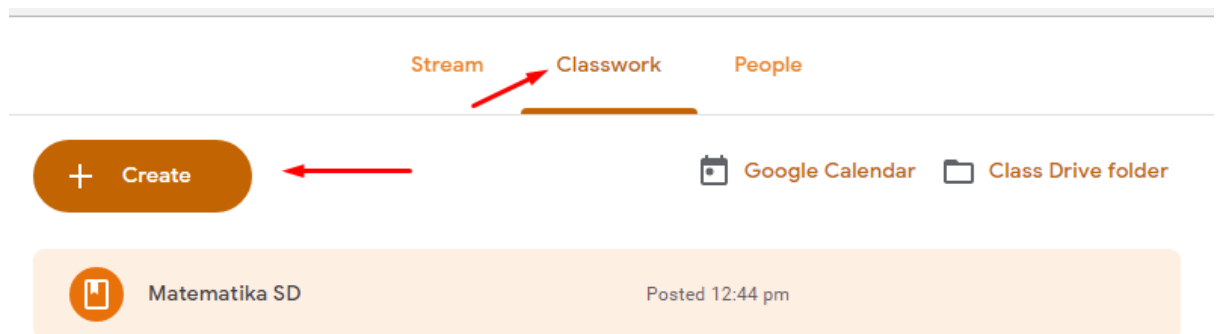 Stream Classwork People
Create Google Calendar Class Drive folder
Matematika SD Posted 12:44 pm